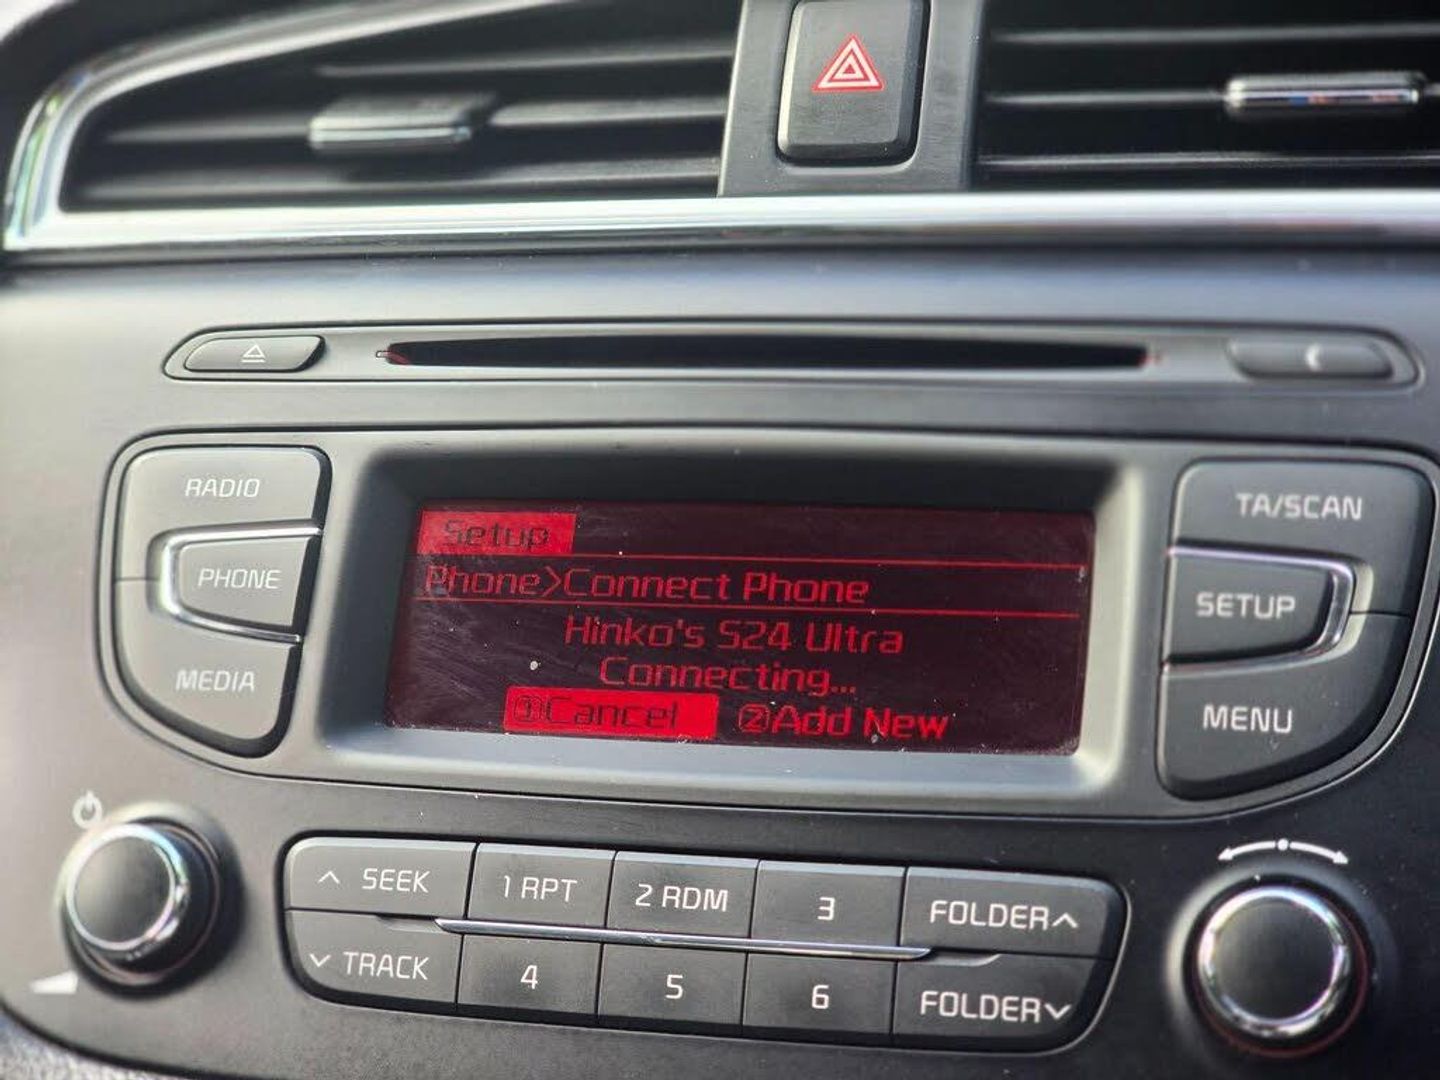 RADIO
PHONE
MEDIA
Setup
Phone>Connect Phone
Hinko's S24 Ultra
Connecting...
①Cancel ②Add New
TA/SCAN
SETUP
MENU
SEEK
1 RPT
2 RDM
3
FOLDER
TRACK
4
5
6
FOLDER